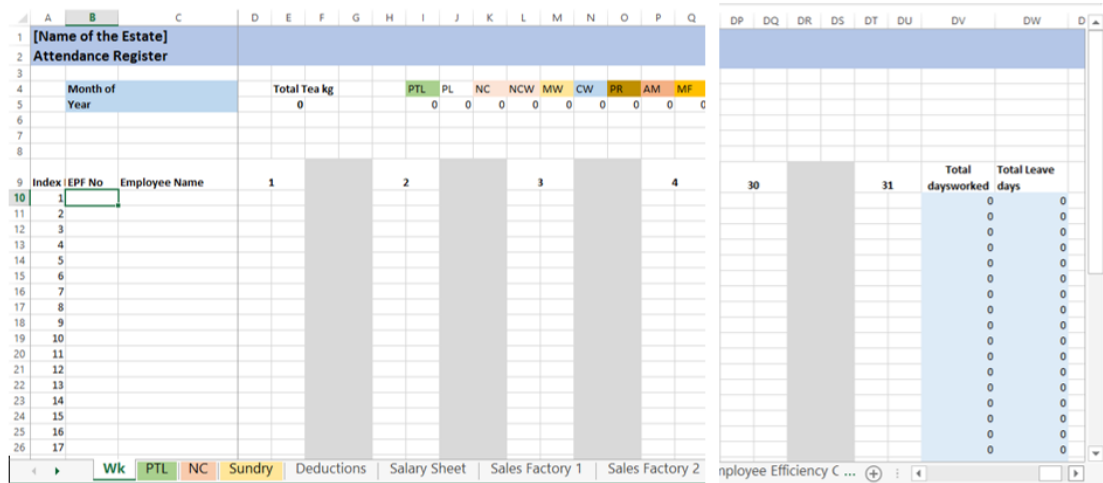 A B C D E F G H I J K L M N O P Q DP DQ DR DS DT DU DV DW D
1 [Name of the Estate]
2 Attendance Register
3
4 Month of Total Tea kg PTL PL NC NCW MW CW PR AM MF
5 Year 0 0 0 0 0 0 0 0 0 0
6
7
8
9 Index EPF No Employee Name 1 2 3 4 30 31 Total daysworked Total Leave days
10 1 0 0
11 2 0 0
12 3 0 0
13 4 0 0
14 5 0 0
15 6 0 0
16 7 0 0
17 8 0 0
18 9 0 0
19 10 0 0
20 11 0 0
21 12 0 0
22 13 0 0
23 14 0 0
24 15 0 0
25 16 0 0
26 17 0 0
Wk PTL NC Sundry Deductions Salary Sheet Sales Factory 1 Sales Factory 2 mployee Efficiency C ...